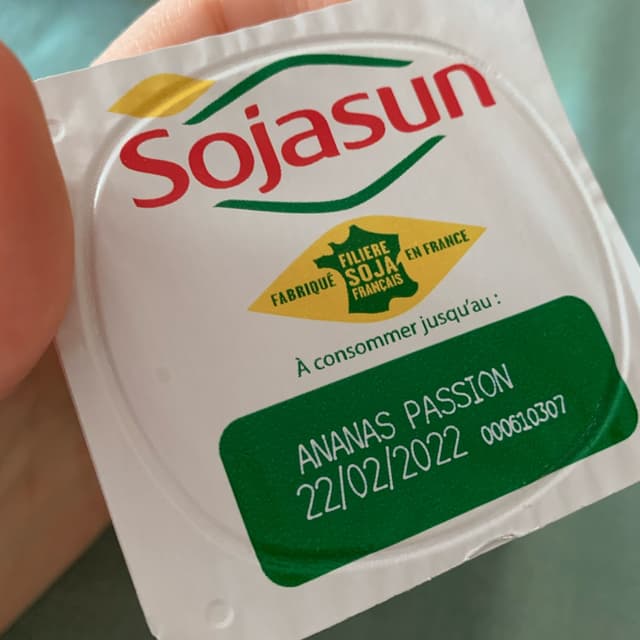 Sojasun
FABRIQUÉ
FILIERE
SOJA
FRANÇAIS
EN FRANCE
À consommer jusqu'au :
ANANAS PASSION
22/02/2022 000610307